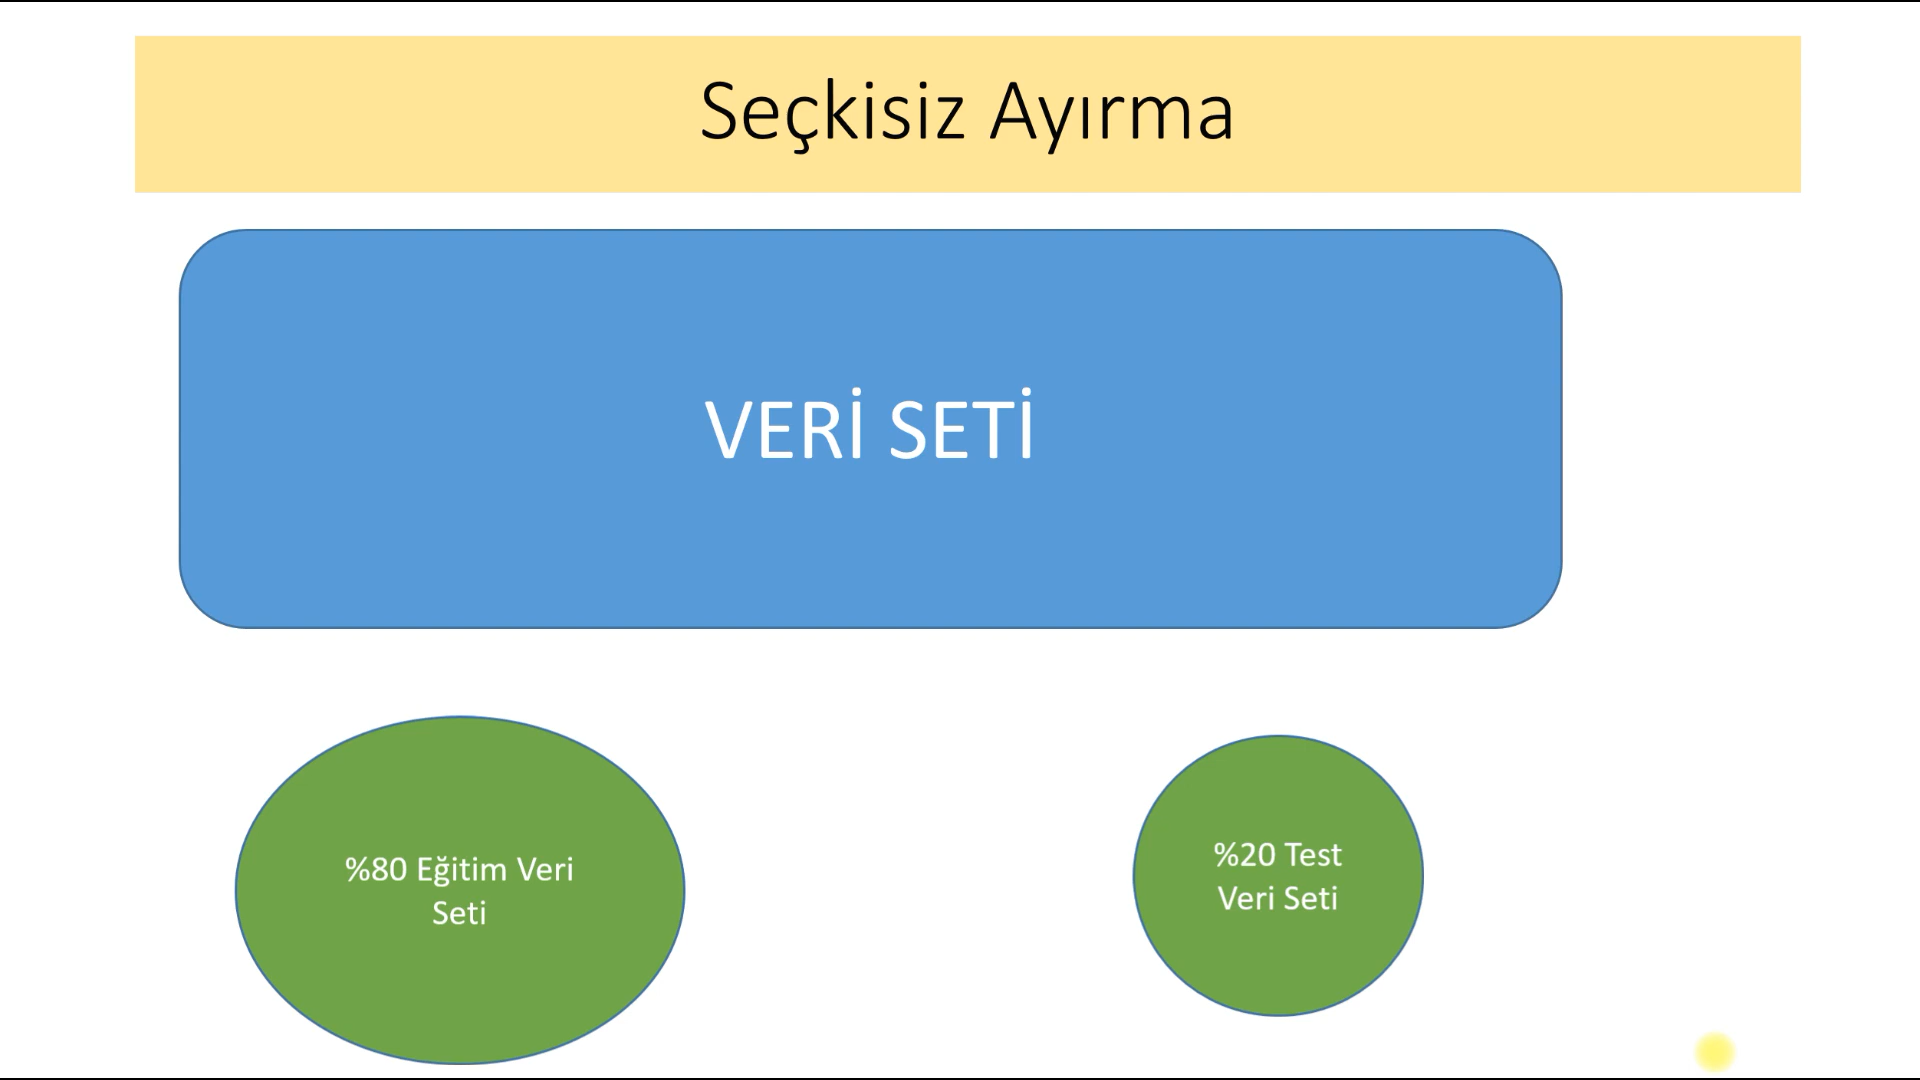 Seçkisiz Ayırma
VERİ SETİ
%80 Eğitim Veri
Seti
%20 Test
Veri Seti